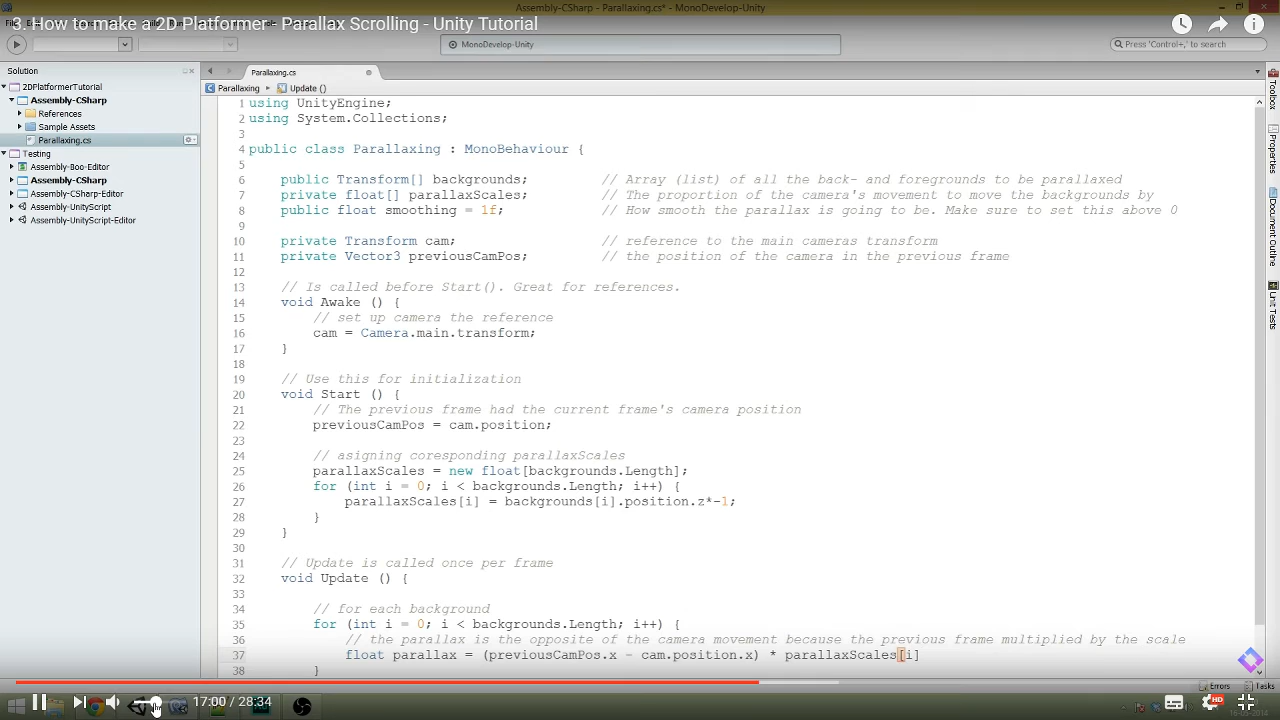 Assembly-CSharp - Parallaxing.cs* - MonoDevelop-Unity
3. How to make a 2D Platformer - Parallax Scrolling - Unity Tutorial
MonoDevelop-Unity
Press 'Control+,' to search
Solution
Parallaxing.cs
2DPlatformerTutorial
Parallaxing
Update ()
Assembly-CSharp
References
Sample Assets
Parallaxing.cs
Testing
Assembly-Boo-Editor
Assembly-CSharp
Assembly-CSharp-Editor
Assembly-UnityScript
Assembly-UnityScript-Editor
1 using UnityEngine;
2 using System.Collections;
3
4 public class Parallaxing : MonoBehaviour {
5
6 public Transform[] backgrounds; // Array (list) of all the back- and foregrounds to be parallaxed
7 private float[] parallaxScales; // The proportion of the camera's movement to move the backgrounds by
8 public float smoothing = 1f; // How smooth the parallax is going to be. Make sure to set this above 0
9
10 private Transform cam; // reference to the main cameras transform
11 private Vector3 previousCamPos; // the position of the camera in the previous frame
12
13 // Is called before Start(). Great for references.
14 void Awake () {
15 // set up camera the reference
16 cam = Camera.main.transform;
17 }
18
19 // Use this for initialization
20 void Start () {
21 // The previous frame had the current frame's camera position
22 previousCamPos = cam.position;
23
24 // asigning coresponding parallaxScales
25 parallaxScales = new float[backgrounds.Length];
26 for (int i = 0; i < backgrounds.Length; i++) {
27 parallaxScales[i] = backgrounds[i].position.z*-1;
28 }
29 }
30
31 // Update is called once per frame
32 void Update () {
33
34 // for each background
35 for (int i = 0; i < backgrounds.Length; i++) {
36 // the parallax is the opposite of the camera movement because the previous frame multiplied by the scale
37 float parallax = (previousCamPos.x - cam.position.x) * parallaxScales[i]
38 }
Toolbox
Properties
Document Outline
Unit Tests
Errors
Tasks
17:00 / 28:34
HD